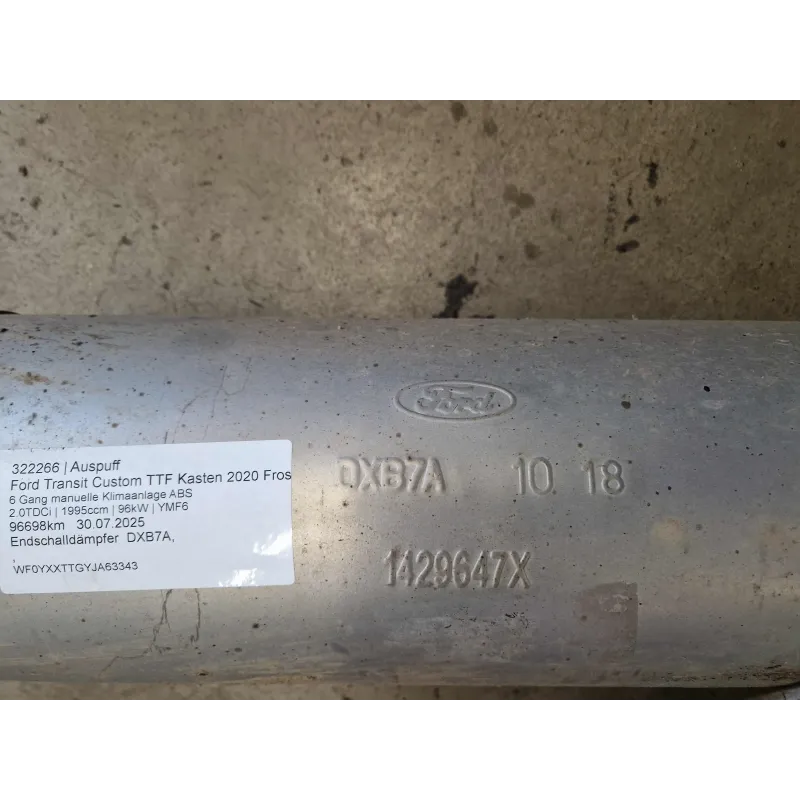 Ford
DXB7A 10 18
1429647X
322266 | Auspuff
Ford Transit Custom TTF Kasten 2020 Fros
6 Gang manuelle Klimaanlage ABS
2.0TDCi | 1995ccm | 96kW | YMF6
96698km 30.07.2025
Endschalldämpfer DXB7A,
,
WF0YXXTTGYJA63343